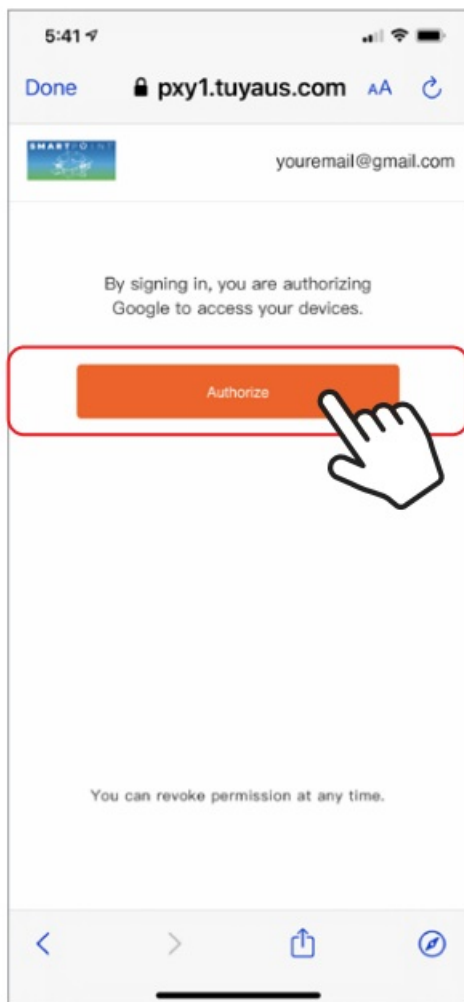 5:41
Done pxy1.tuyaus.com AA
SMARTPOINT
youremail@gmail.com
By signing in, you are authorizing
Google to access your devices.
Authorize
You can revoke permission at any time.